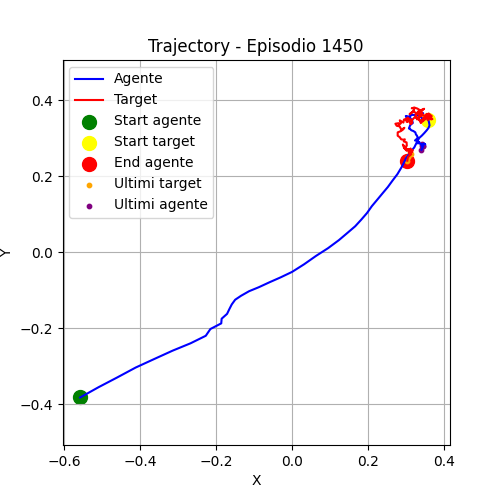 Trajectory - Episodio 1450
Agente
Target
Start agente
Start target
End agente
Ultimi target
Ultimi agente
0.4
0.2
0.0
−0.2
−0.4
Y
−0.6
−0.4
−0.2
0.0
0.2
0.4
X